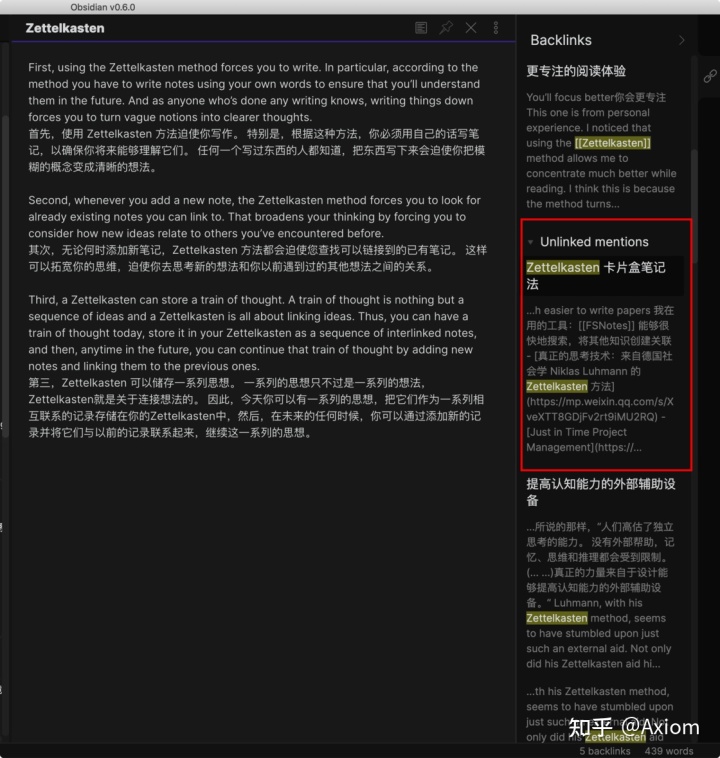 Obsidian v0.6.0
Zettelkasten
First, using the Zettelkasten method forces you to write. In particular, according to the
method you have to write notes using your own words to ensure that you'll understand
them in the future. And as anyone who's done any writing knows, writing things down
forces you to turn vague notions into clearer thoughts.
首先，使用 Zettelkasten 方法迫使你写作。 特别是，根据这种方法，你必须用自己的话写笔
记，以确保你将来能够理解它们。 任何一个写过东西的人都知道，把东西写下来会迫使你把模
糊的概念变成清晰的想法。
Second, whenever you add a new note, the Zettelkasten method forces you to look for
already existing notes you can link to. That broadens your thinking by forcing you to
consider how new ideas relate to others you've encountered before.
其次，无论何时添加新笔记，Zettelkasten 方法都会迫使您查找可以链接到的已有笔记。 这样
可以拓宽你的思维，迫使你去思考新的想法和你以前遇到过的其他想法之间的关系。
Third, a Zettelkasten can store a train of thought. A train of thought is nothing but a
sequence of ideas and a Zettelkasten is all about linking ideas. Thus, you can have a
train of thought today, store it in your Zettelkasten as a sequence of interlinked notes,
and then, anytime in the future, you can continue that train of thought by adding new
notes and linking them to the previous ones.
第三，Zettelkasten 可以储存一系列思想。 一系列的思想只不过是一系列的想法，
Zettelkasten就是关于连接想法的。 因此，今天你可以有一系列的思想，把它们作为一系列相
互联系的记录存储在你的Zettelkasten中，然后，在未来的任何时候，你可以通过添加新的记
录并将它们与以前的记录联系起来，继续这一系列的思想。
Backlinks
更专注的阅读体验
You'll focus better你会更专注
This one is from personal
experience. I noticed that
using the [[Zettelkasten]]
method allows me to
concentrate much better while
reading. I think this is because
the method turns...
Unlinked mentions
Zettelkasten 卡片盒笔记
法
...h easier to write papers 我在
用的工具：[[FSNotes]] 能够很
快地搜索，将其他知识创建关联
- [真正的思考技术：来自德国社
会学 Niklas Luhmann 的
Zettelkasten 方法]
(https://mp.weixin.qq.com/s/X
veXTT8GDjFv2rt9iMU2RQ) -
[Just in Time Project
Management](https://...
提高认知能力的外部辅助设
备
...所说的那样，“人们高估了独立
思考的能力。 没有外部帮助，记
忆、思维和推理都会受到限制。
(... ...)真正的力量来自于设计能
够提高认知能力的外部辅助设
备。” Luhmann, with his
Zettelkasten method, seems
to have stumbled upon just
such an external aid. Not only
did his Zettelkasten aid hi...
...th his Zettelkasten method,
seems to have stumbled upon
just such
only did his Zettelkasten aid
知乎 @Axiom
5 backlinks 439 words